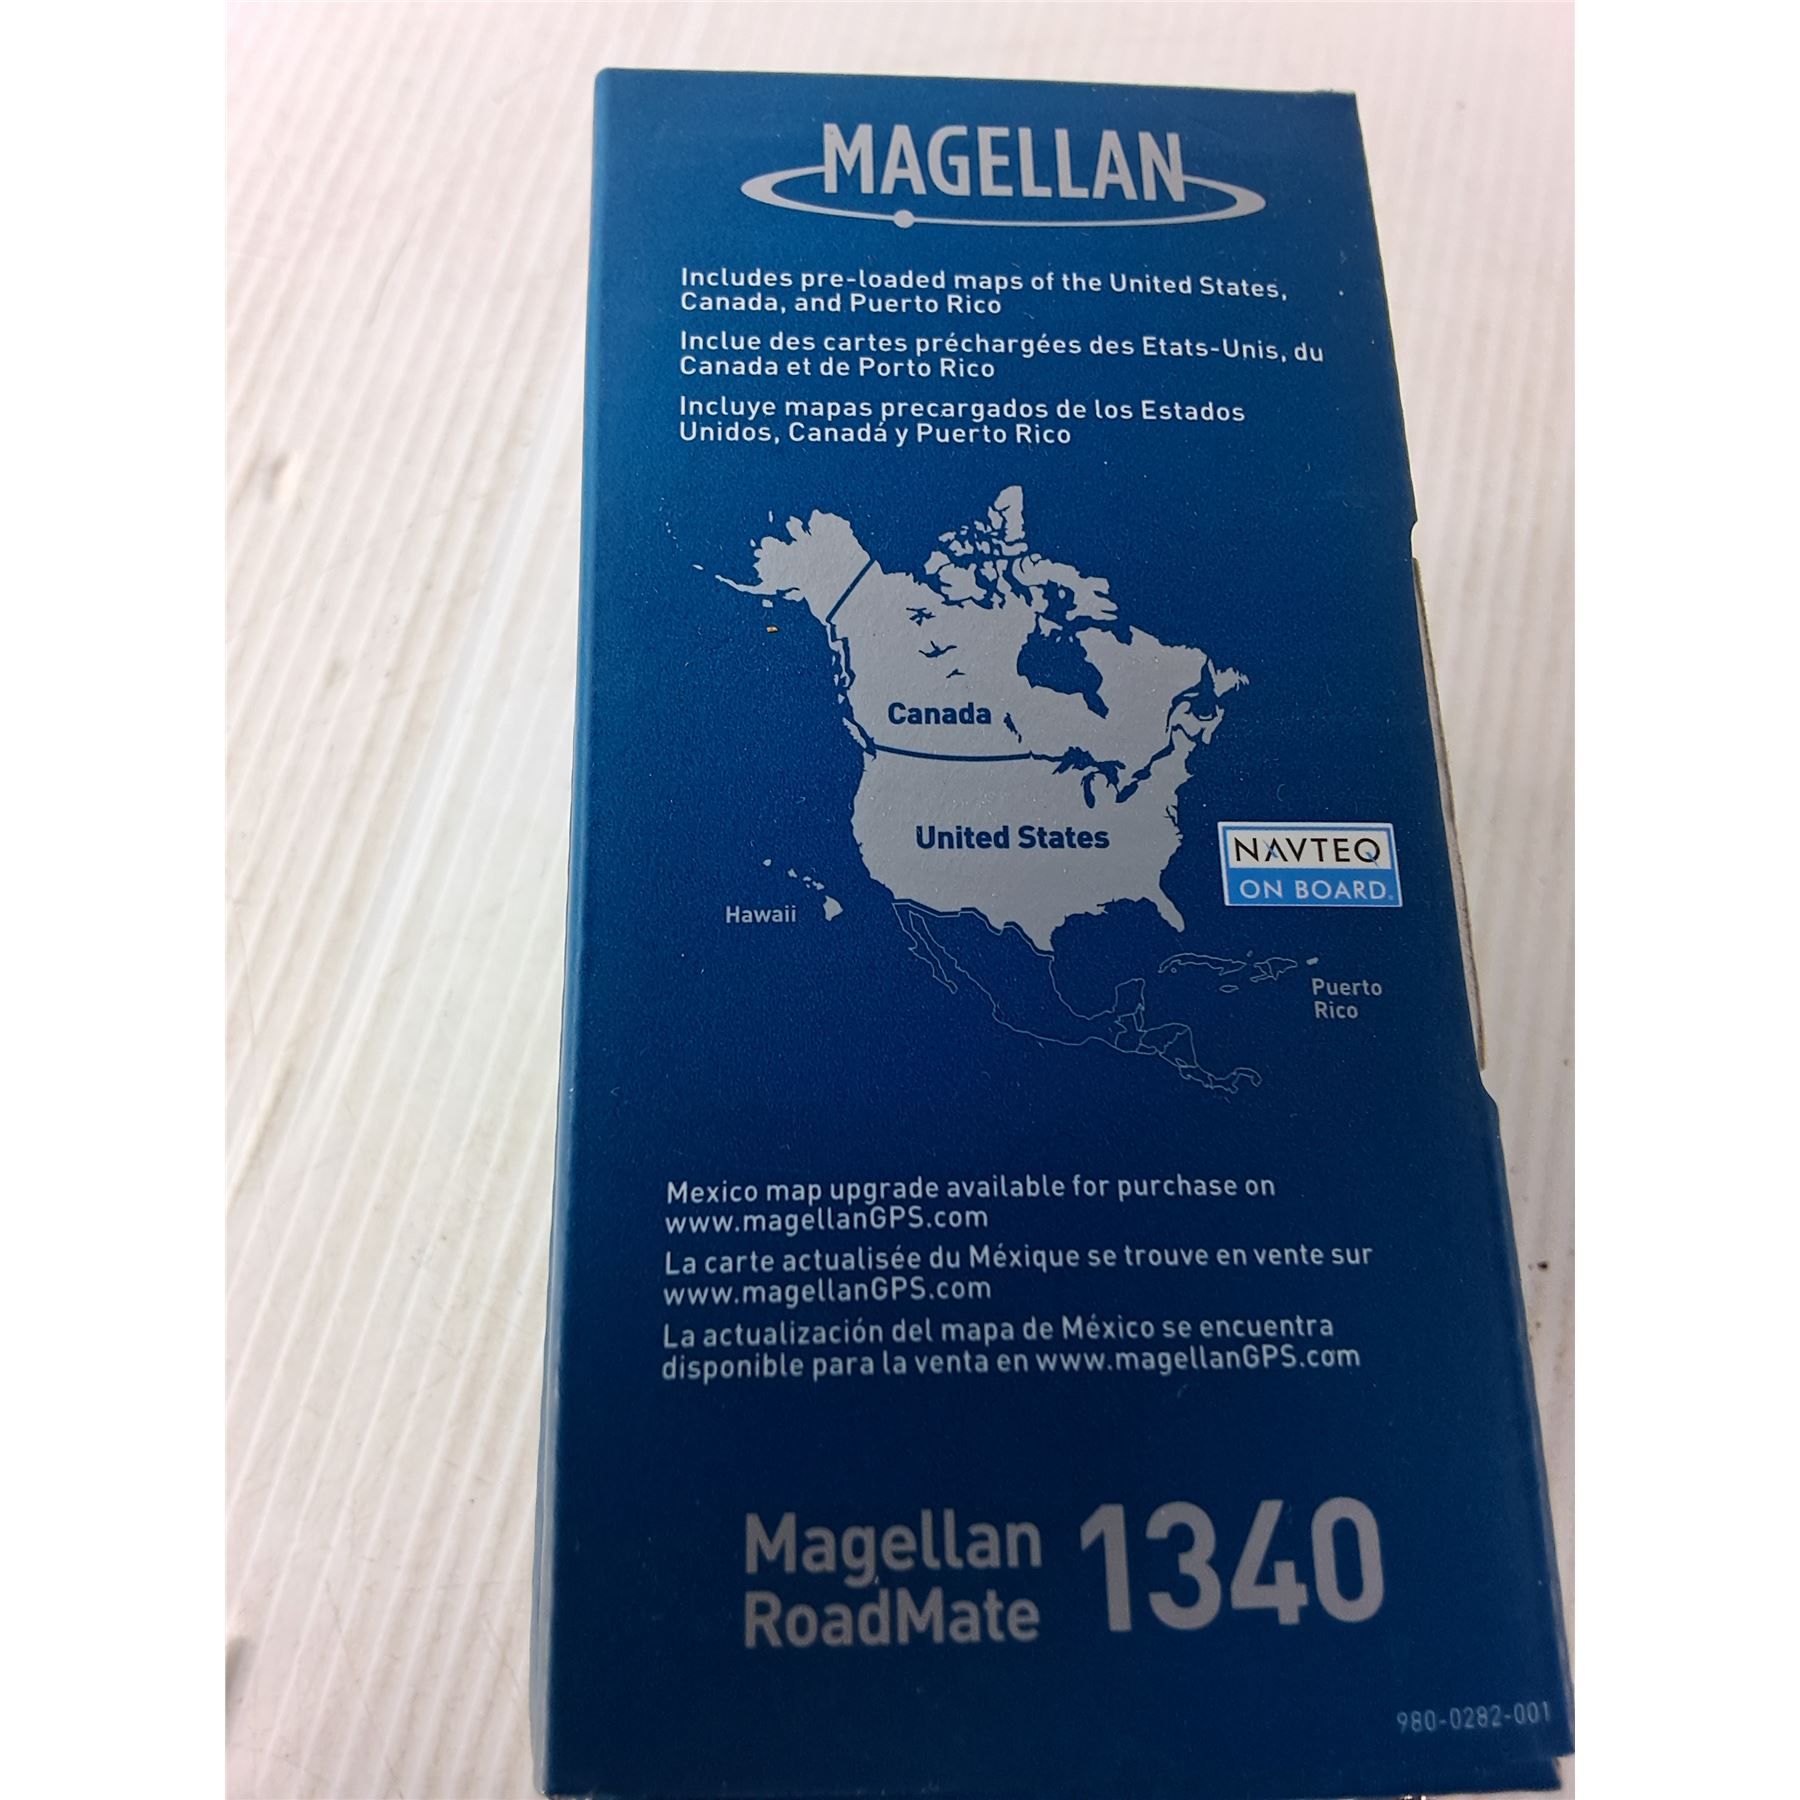 MAGELLAN
Includes pre-loaded maps of the United States,
Canada, and Puerto Rico
Inclue des cartes préchargées des Etats-Unis, du
Canada et de Porto Rico
Incluye mapas precargados de los Estados
Unidos, Canadá y Puerto Rico
Canada
United States
NAVTEQ
ON BOARD
Hawaii
Puerto
Rico
Mexico map upgrade available for purchase on
www.magellanGPS.com
La carte actualisée du Méxique se trouve en vente sur
www.magellanGPS.com
La actualización del mapa de México se encuentra
disponible para la venta en www.magellanGPS.com
Magellan
RoadMate
1340
980-0282-001